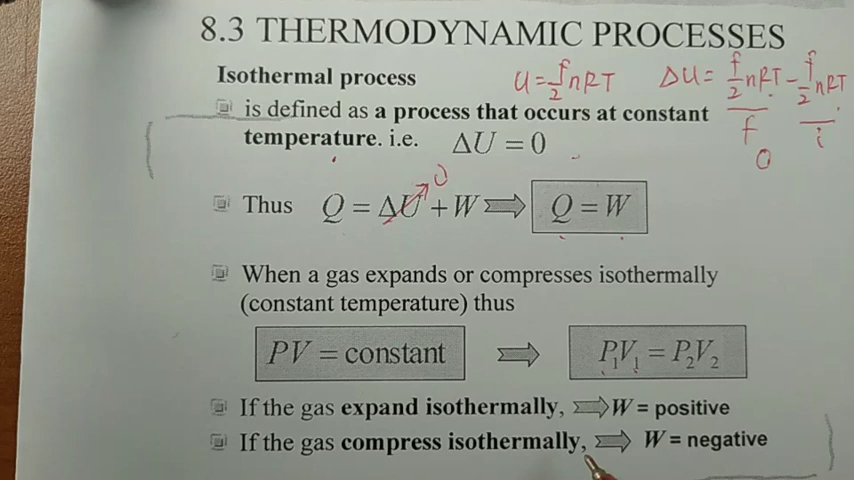 8.3 THERMODYNAMIC PROCESSES
Isothermal process
U = f/2 nRT ΔU = f/2 nRT − f/2 nRT
f i
0
is defined as a process that occurs at constant
temperature. i.e. ΔU = 0
0
Thus Q = ΔU + W ⇒ Q = W
When a gas expands or compresses isothermally
(constant temperature) thus
PV = constant ⇒ P₁V₁ = P₂V₂
If the gas expand isothermally, ⇒ W = positive
If the gas compress isothermally, ⇒ W = negative